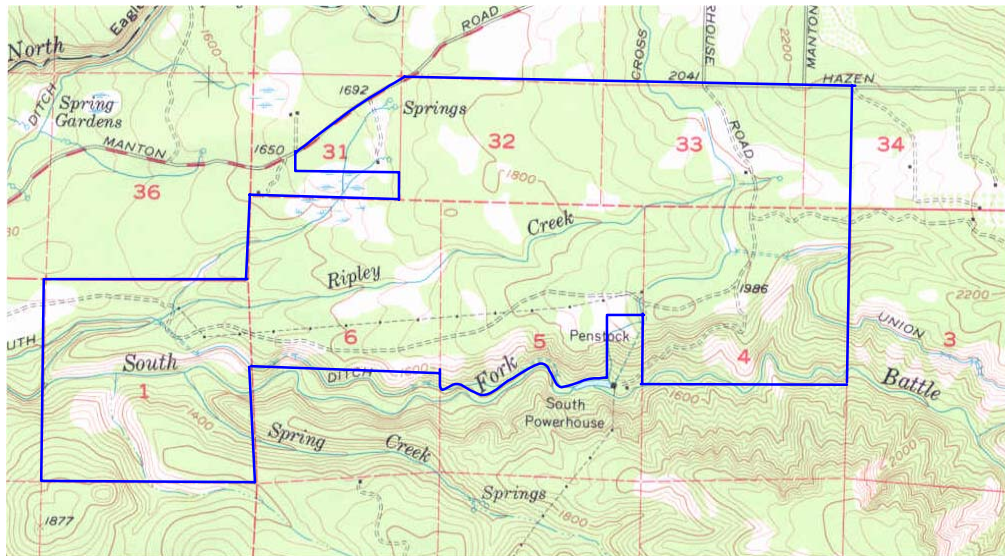 North
Eagle
1600
ROAD
CROSS
RHOUSE
2200
MANTON
2041
HAZEN
DITCH
Spring
Gardens
1692
Springs
MANTON
1650
31
32
33
ROAD
34
36
1800
Creek
Ripley
1986
2200
UTH
6
5
Penstock
4
UNION
3
South
DITCH
1600
Fork
Battle
1
1400
South
Powerhouse
1600
Spring
Creek
2000
Springs
1800
1877